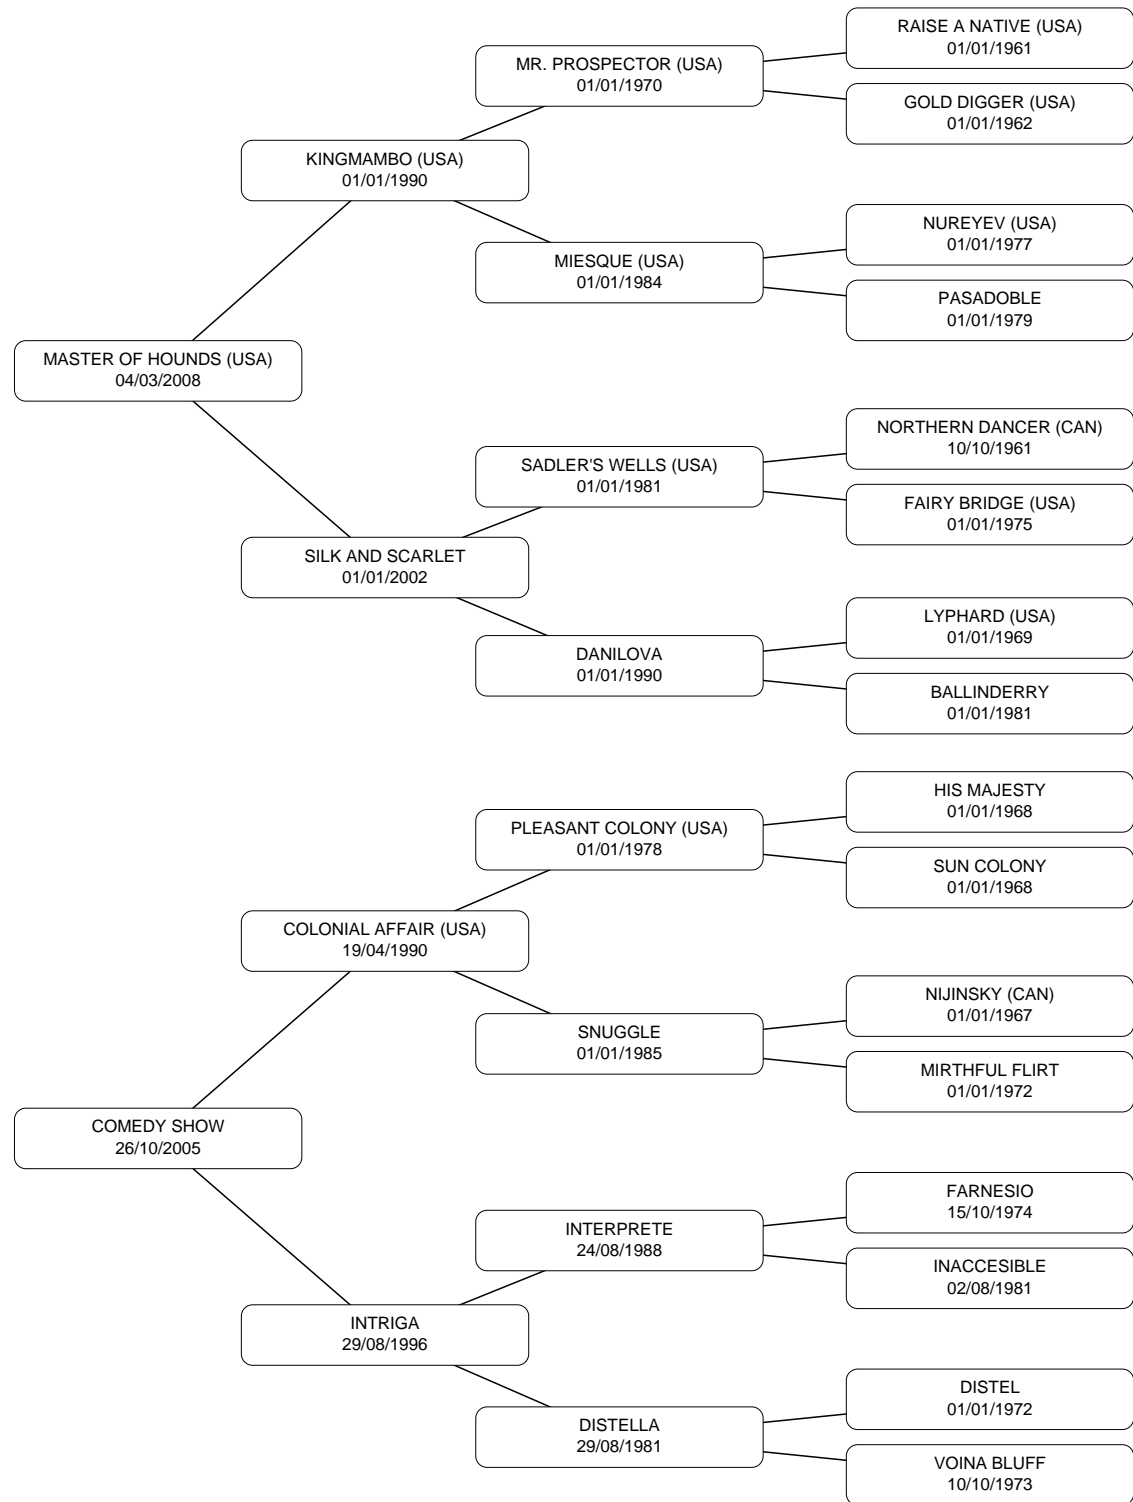 RAISE A NATIVE (USA)
01/01/1961
MR. PROSPECTOR (USA)
01/01/1970
GOLD DIGGER (USA)
01/01/1962
KINGMAMBO (USA)
01/01/1990
NUREYEV (USA)
01/01/1977
MIESQUE (USA)
01/01/1984
PASADOBLE
01/01/1979
MASTER OF HOUNDS (USA)
04/03/2008
NORTHERN DANCER (CAN)
10/10/1961
SADLER'S WELLS (USA)
01/01/1981
FAIRY BRIDGE (USA)
01/01/1975
SILK AND SCARLET
01/01/2002
LYPHARD (USA)
01/01/1969
DANILOVA
01/01/1990
BALLINDERRY
01/01/1981
HIS MAJESTY
01/01/1968
PLEASANT COLONY (USA)
01/01/1978
SUN COLONY
01/01/1968
COLONIAL AFFAIR (USA)
19/04/1990
NIJINSKY (CAN)
01/01/1967
SNUGGLE
01/01/1985
MIRTHFUL FLIRT
01/01/1972
COMEDY SHOW
26/10/2005
FARNESIO
15/10/1974
INTERPRETE
24/08/1988
INACCESIBLE
02/08/1981
INTRIGA
29/08/1996
DISTEL
01/01/1972
DISTELLA
29/08/1981
VOINA BLUFF
10/10/1973